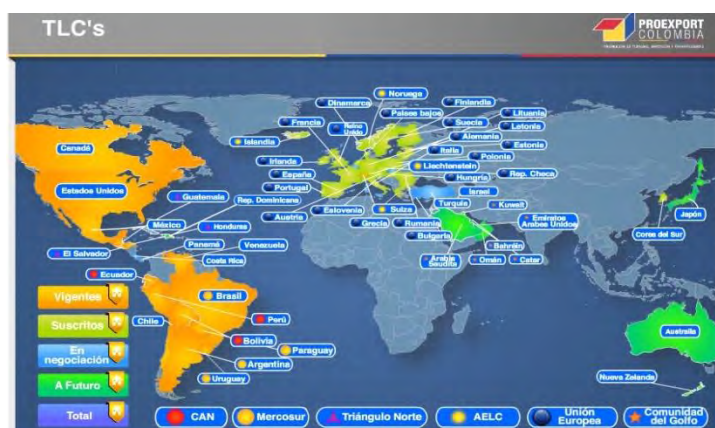 TLC's
PROEXPORT
COLOMBIA
Noruega
Dinamarca
Finlandia
Francia
Reino
Unido
Países bajos
Suecia
Lituania
Letonia
Islandia
Alemania
Estonia
Canadá
Irlanda
Italia
Polonia
Liechtenstein
España
Hungría
Rep. Checa
Estados Unidos
Guatemala
Portugal
Israel
Rep. Dominicana
Turquía
Kuwait
Austria
Eslovenia
Suiza
Rumania
Emiratos
Arabes Unidos
Japón
México
Honduras
Grecia
Bulgaria
Corea del Sur
El Salvador
Panamá
Venezuela
Bahréin
Costa Rica
Arabia
Saudita
Omán
Catar
Ecuador
Vigentes
Brasil
Suscritos
Chile
Perú
Australia
En
negociación
Bolivia
Paraguay
Argentina
A Futuro
Uruguay
Nueva Zelanda
Total
CAN
Mercosur
Triángulo Norte
AELC
Unión
Europea
Comunidad
del Golfo